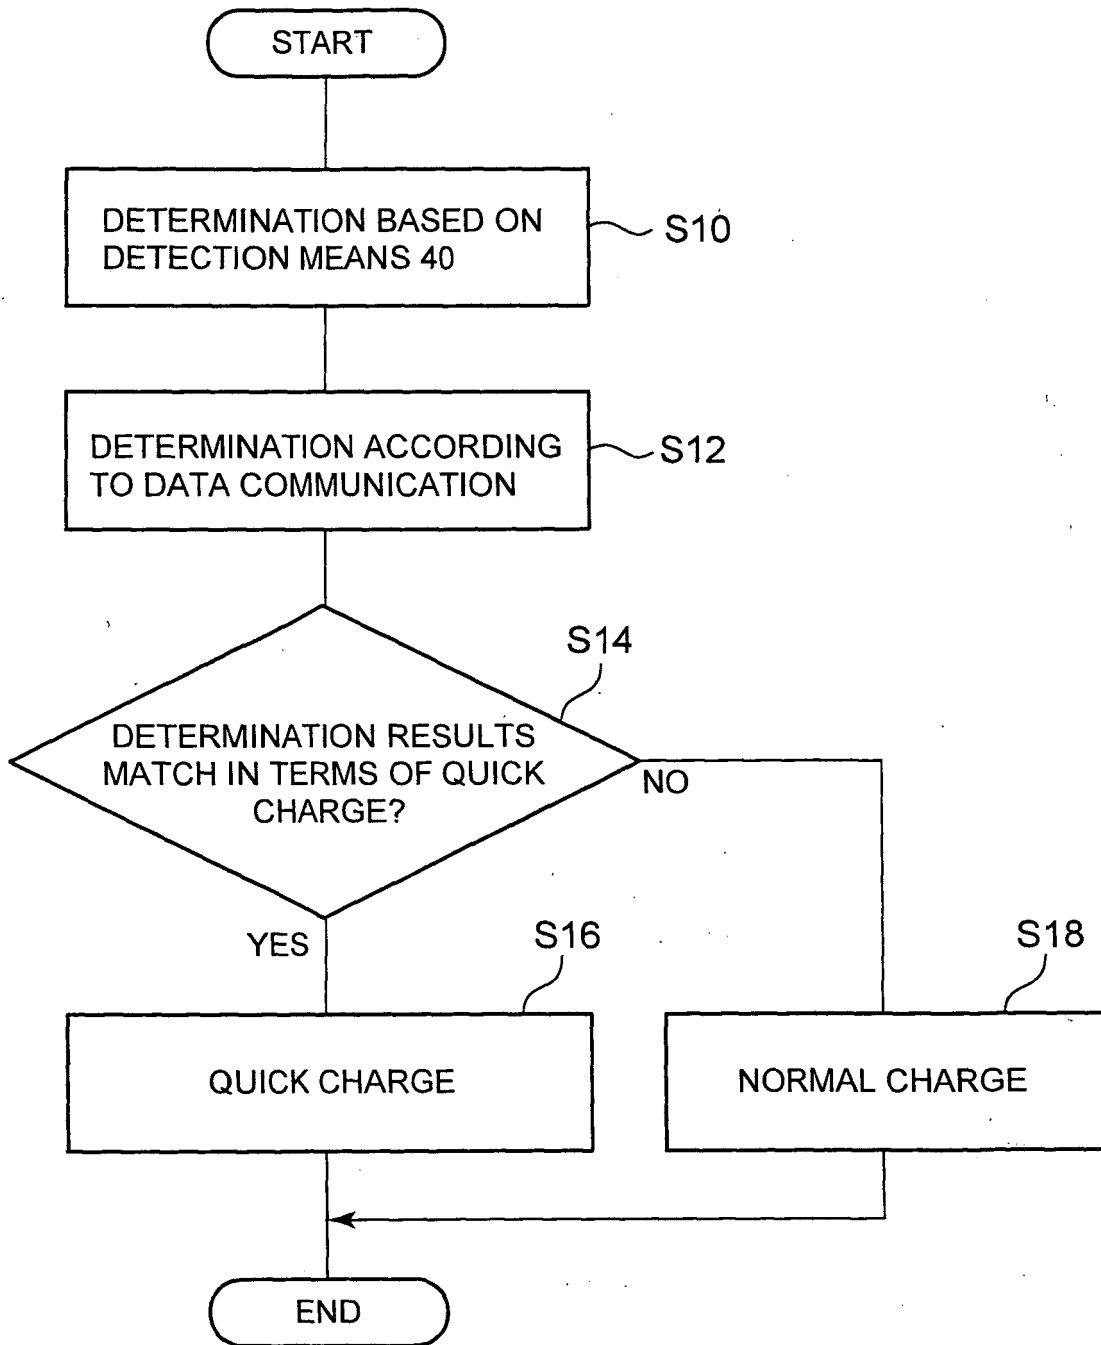 START
DETERMINATION BASED ON
DETECTION MEANS 40
S10
DETERMINATION ACCORDING
TO DATA COMMUNICATION
S12
S14
DETERMINATION RESULTS
MATCH IN TERMS OF QUICK
CHARGE?
NO
YES
S16
S18
QUICK CHARGE
NORMAL CHARGE
END